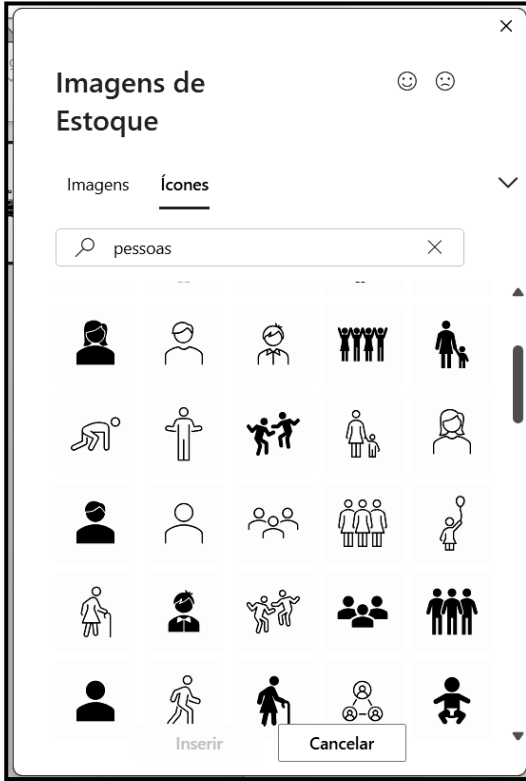 Imagens de
Estoque
Imagens Ícones
pessoas
Inserir Cancelar